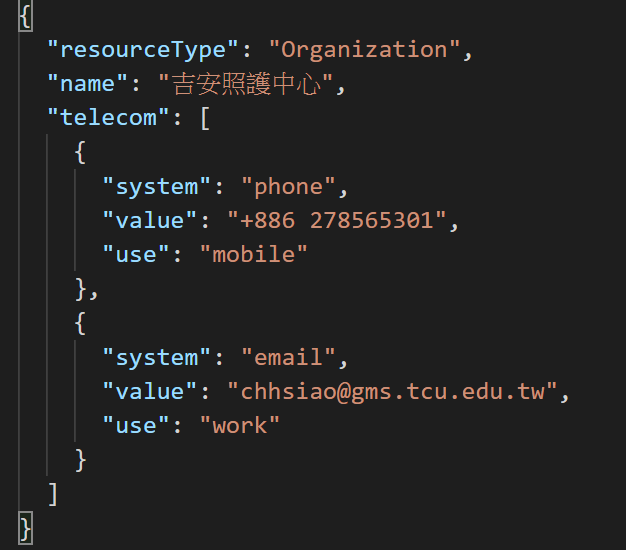 {
  "resourceType": "Organization",
  "name": "吉安照護中心",
  "telecom": [
    {
      "system": "phone",
      "value": "+886 278565301",
      "use": "mobile"
    },
    {
      "system": "email",
      "value": "chhsiao@gms.tcu.edu.tw",
      "use": "work"
    }
  ]
}